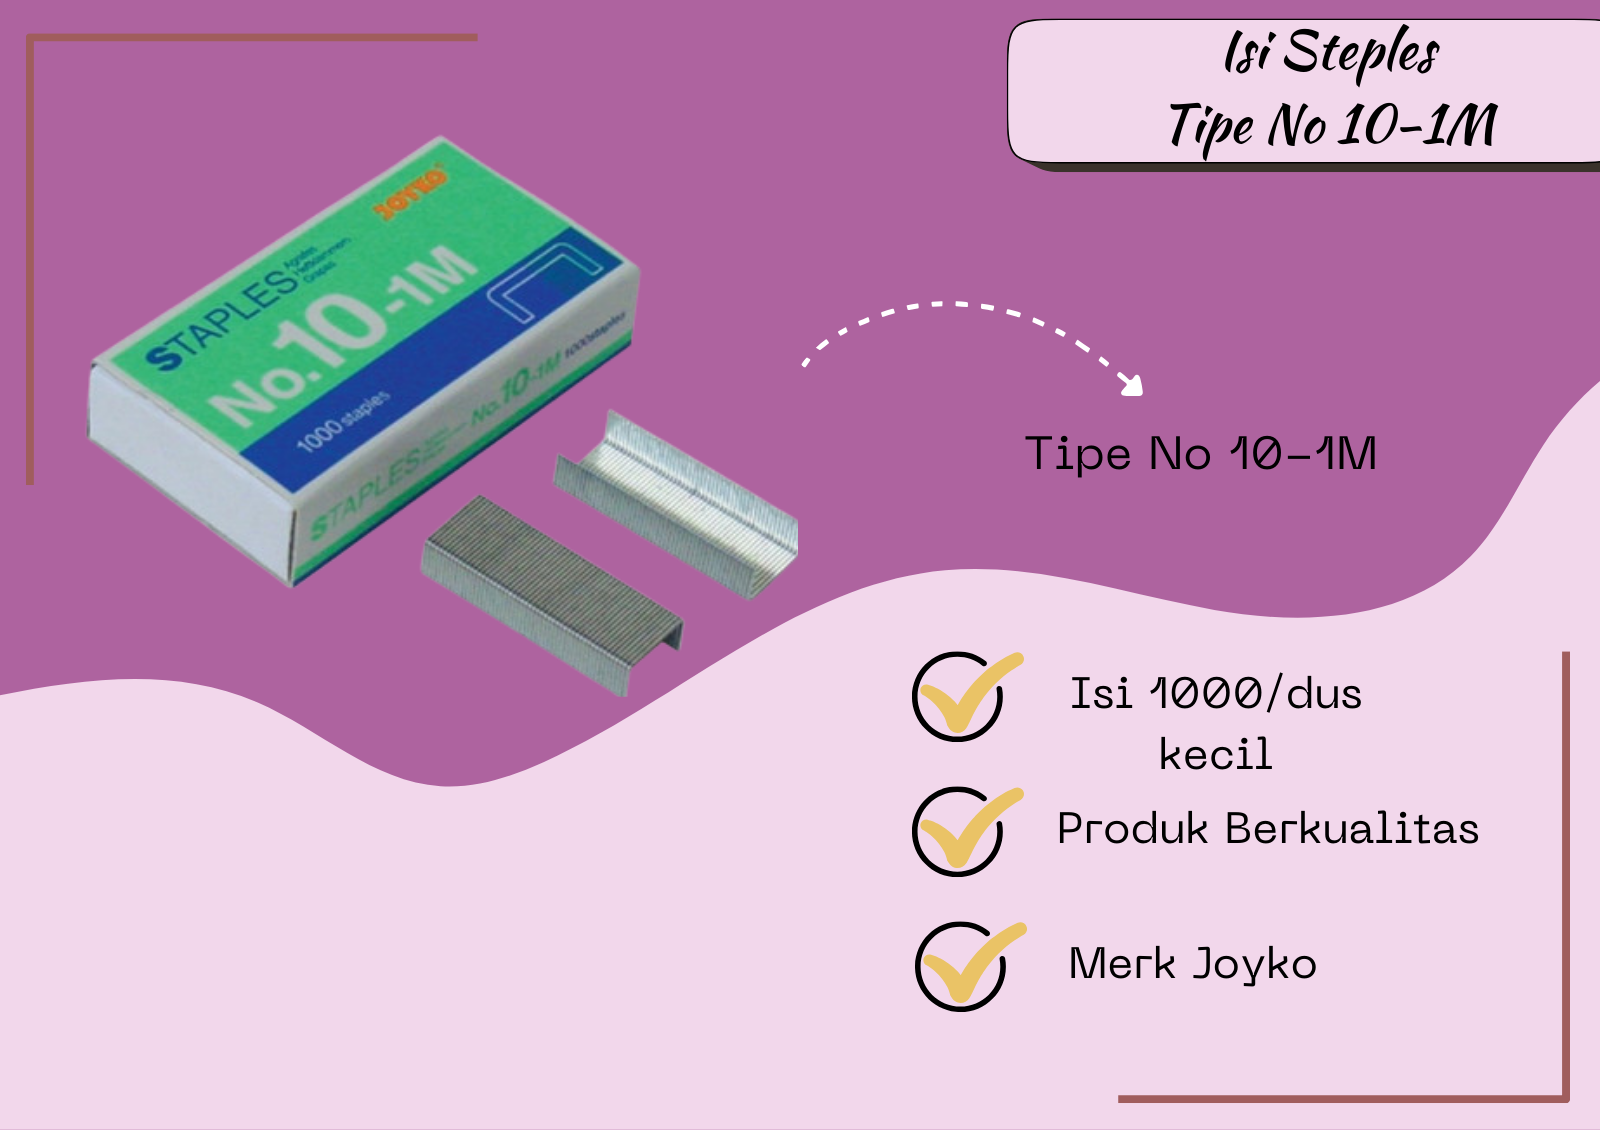 Isi Steples
Tipe No 10-1M
JOYKO
STAPLES
Agrafes
Heftklammern
Grapas
No.10-1M
1000 staples
STAPLES
No.10-1M 1000staples
Tipe No 10-1M
Isi 1000/dus
kecil
Produk Berkualitas
Merk Joyko